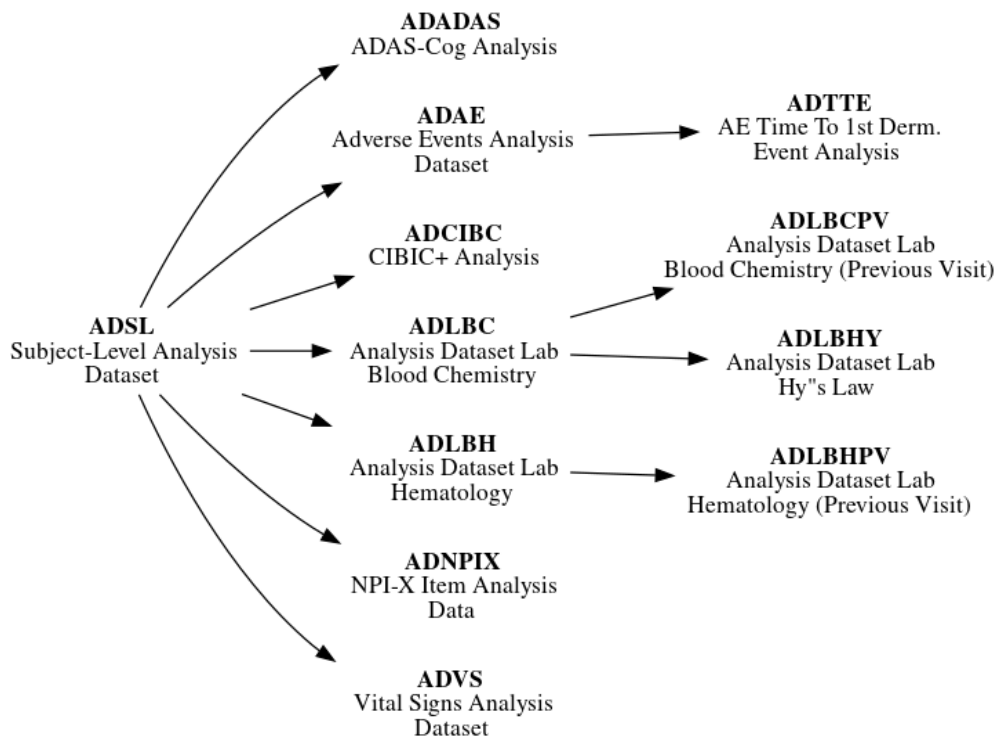 ADADAS
ADAS-Cog Analysis
ADAE
Adverse Events Analysis
Dataset
ADTTE
AE Time To 1st Derm.
Event Analysis
ADCIBC
CIBIC+ Analysis
ADLBCPV
Analysis Dataset Lab
Blood Chemistry (Previous Visit)
ADSL
Subject-Level Analysis
Dataset
ADLBC
Analysis Dataset Lab
Blood Chemistry
ADLBHY
Analysis Dataset Lab
Hy"s Law
ADLBH
Analysis Dataset Lab
Hematology
ADLBHPV
Analysis Dataset Lab
Hematology (Previous Visit)
ADNPIX
NPI-X Item Analysis
Data
ADVS
Vital Signs Analysis
Dataset